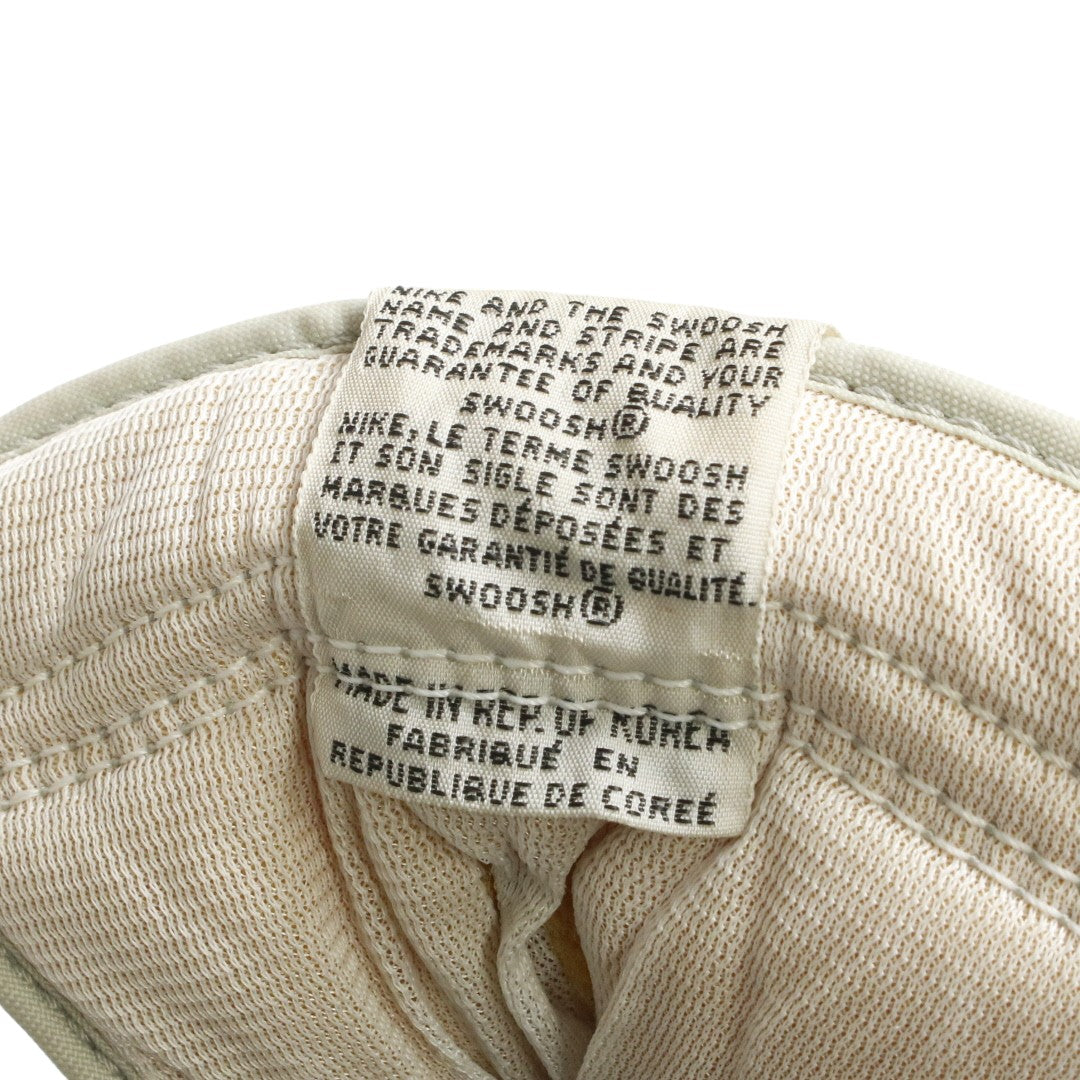 NIKE AND THE SWOOSH
NAME AND STRIPE ARE
TRADEMARKS AND YOUR
GUARANTEE OF QUALITY
SWOOSH®
NIKE, LE TERME SWOOSH
ET SON SIGLE SONT DES
MARQUES DÉPOSÉES ET
VOTRE GARANTIÉ DE QUALITÉ.
SWOOSH®
MADE IN REP. OF KOREA
FABRIQUÉ EN
REPUBLIQUE DE COREÉ